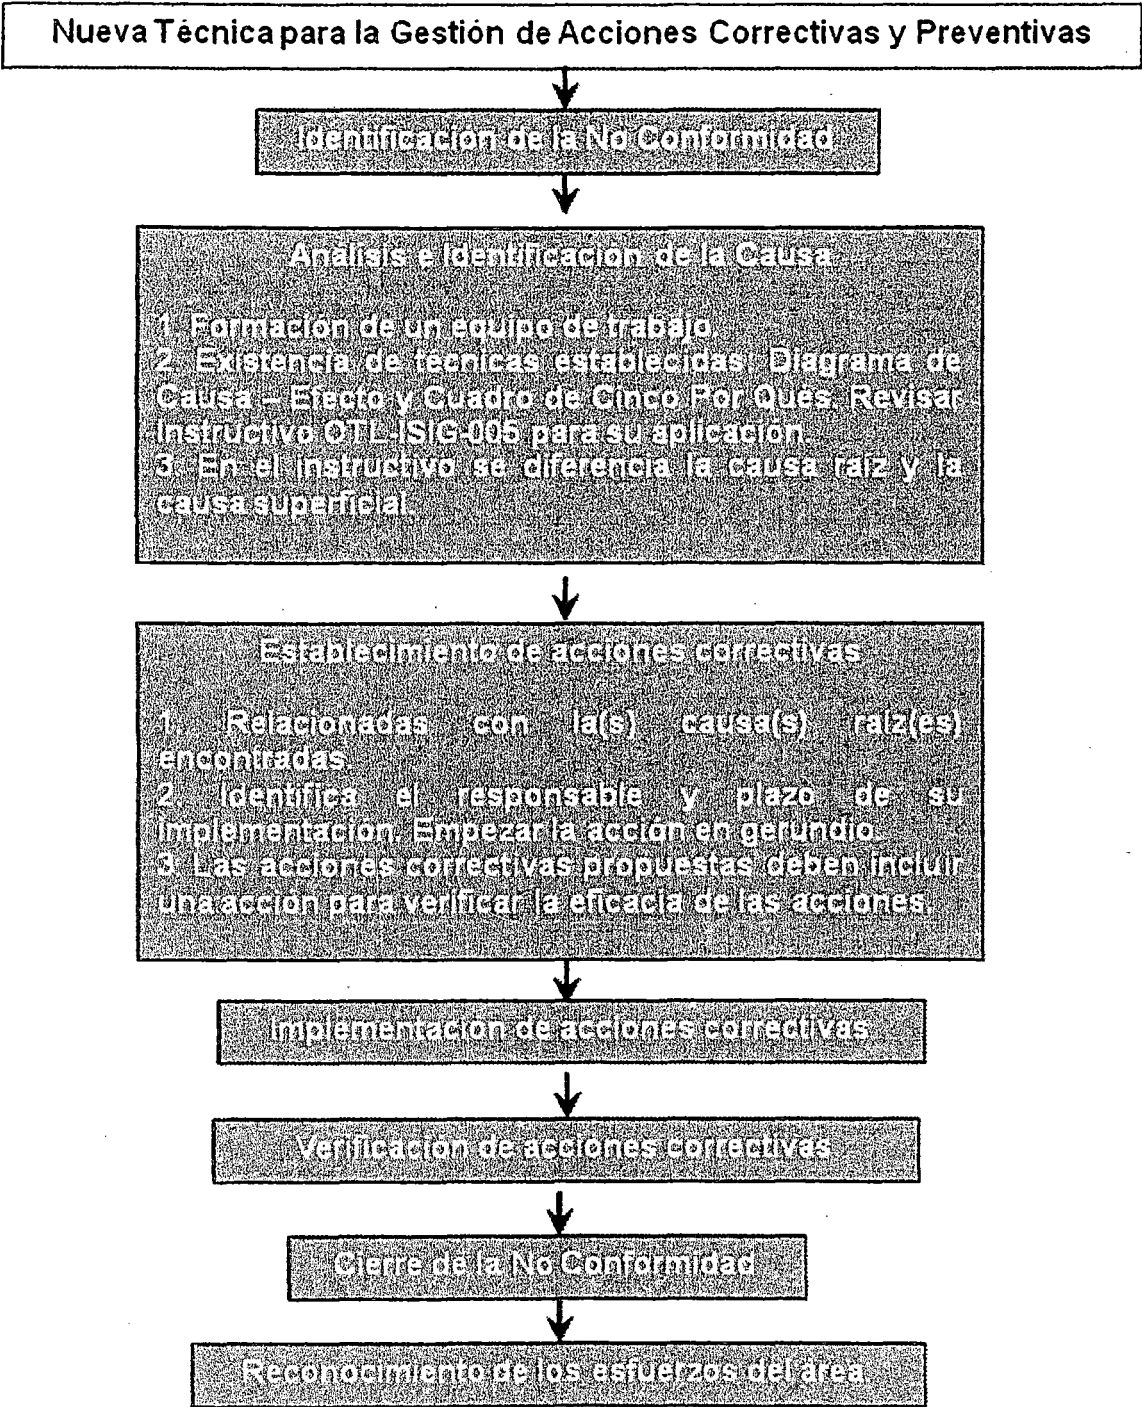 Nueva Técnica para la Gestión de Acciones Correctivas y Preventivas
Identificación de la No Conformidad
Análisis e Identificación de la Causa
1. Formación de un equipo de trabajo.
2. Existencia de técnicas establecidas: Diagrama de
Causa – Efecto y Cuadro de Cinco Por Qués. Revisar
Instructivo OTL-ISIG-005 para su aplicación.
3. En el instructivo se diferencia la causa raíz y la
causa superficial.
Establecimiento de acciones correctivas
1. Relacionadas con la(s) causa(s) raíz(es)
encontradas.
2. Identifica el responsable y plazo de su
implementación. Empezar la acción en gerundio.
3. Las acciones correctivas propuestas deben incluir
una acción para verificar la eficacia de las acciones.
Implementación de acciones correctivas
Verificación de acciones correctivas
Cierre de la No Conformidad
Reconocimiento de los esfuerzos del área